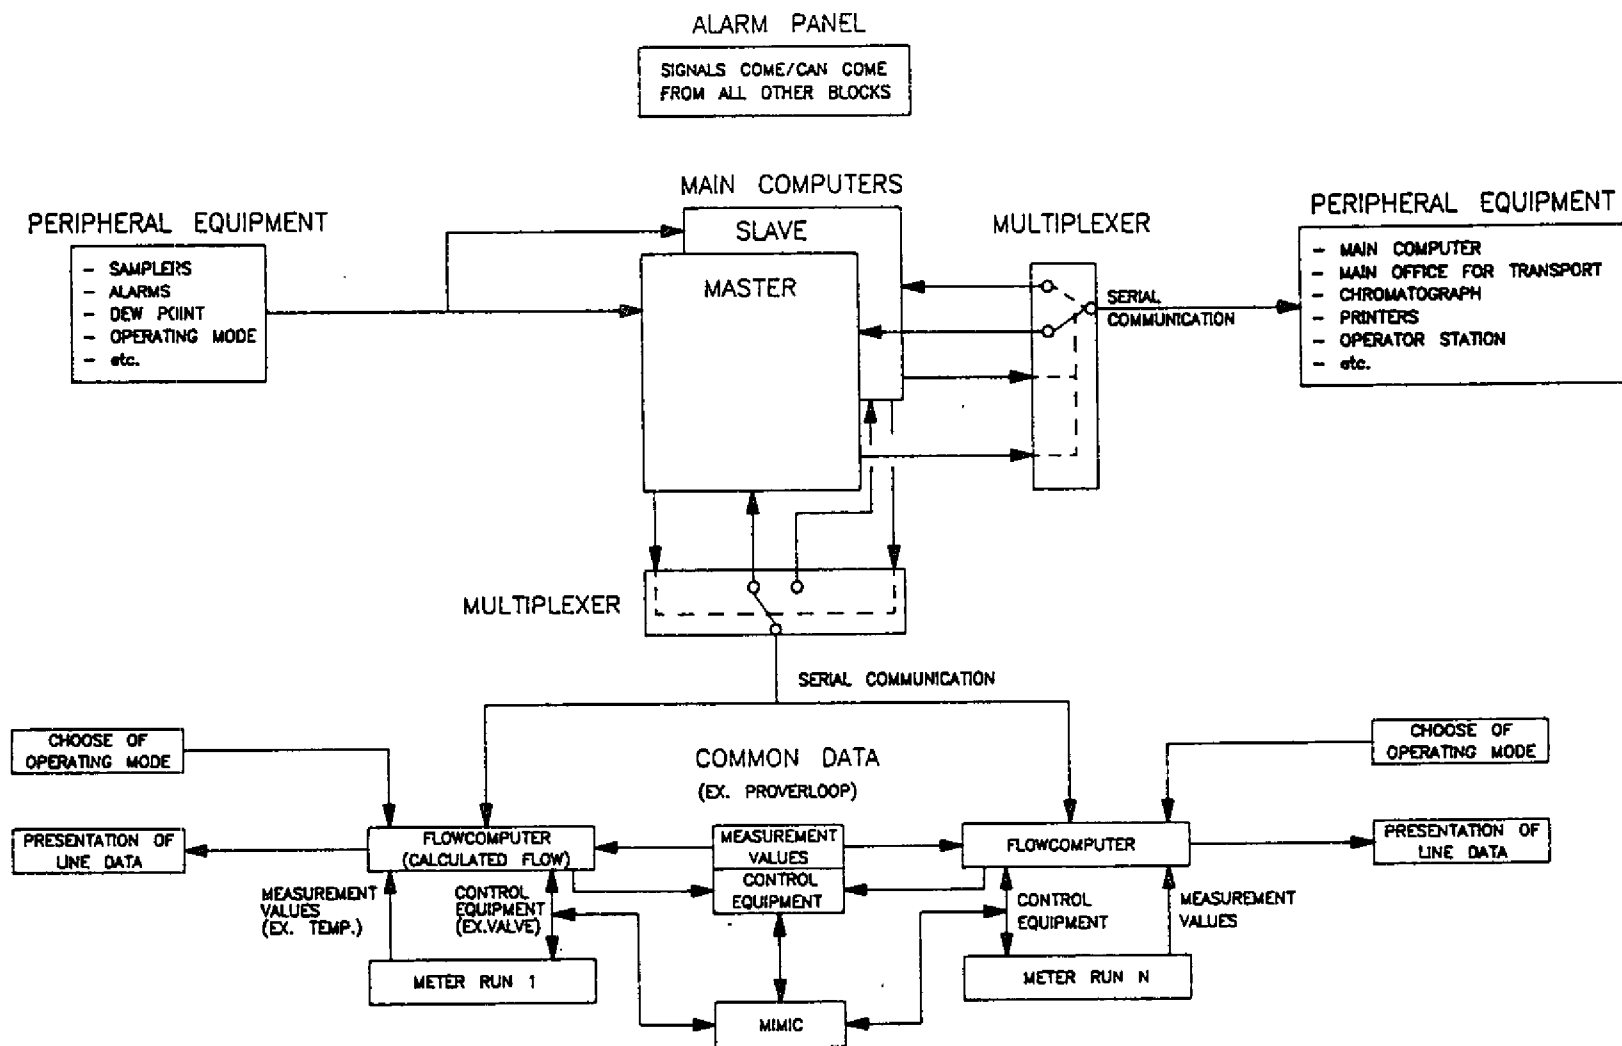 ALARM PANEL
SIGNALS COME/CAN COME
FROM ALL OTHER BLOCKS
MAIN COMPUTERS
SLAVE
MASTER
PERIPHERAL EQUIPMENT
- SAMPLERS
- ALARMS
- DEW POINT
- OPERATING MODE
- etc.
MULTIPLEXER
SERIAL
COMMUNICATION
PERIPHERAL EQUIPMENT
- MAIN COMPUTER
- MAIN OFFICE FOR TRANSPORT
- CHROMATOGRAPH
- PRINTERS
- OPERATOR STATION
- etc.
MULTIPLEXER
SERIAL COMMUNICATION
CHOOSE OF
OPERATING MODE
COMMON DATA
(EX. PROVERLOOP)
CHOOSE OF
OPERATING MODE
PRESENTATION OF
LINE DATA
FLOWCOMPUTER
(CALCULATED FLOW)
MEASUREMENT
VALUES
CONTROL
EQUIPMENT
FLOWCOMPUTER
PRESENTATION OF
LINE DATA
MEASUREMENT
VALUES
(EX. TEMP.)
CONTROL
EQUIPMENT
(EX.VALVE)
CONTROL
EQUIPMENT
MEASUREMENT
VALUES
METER RUN 1
METER RUN N
MIMIC